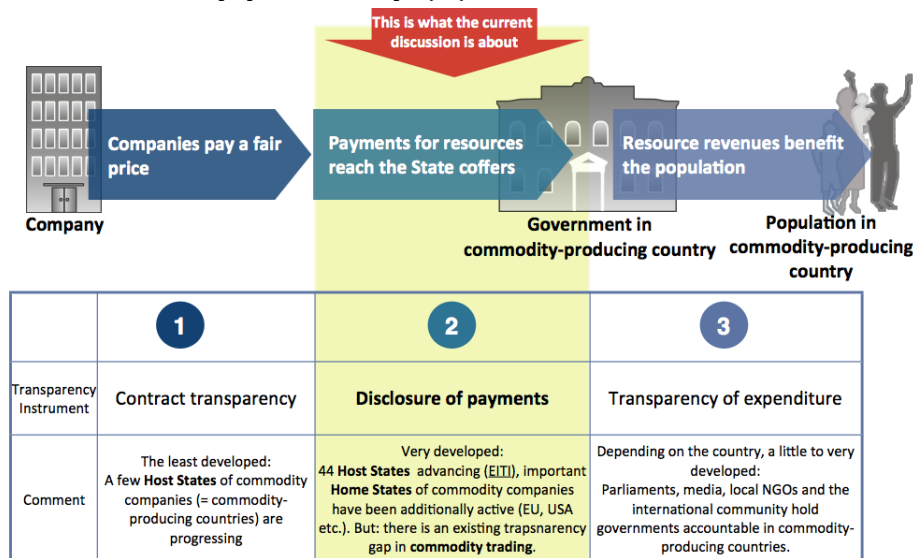 This is what the current
discussion is about
Companies pay a fair
price
Payments for resources
reach the State coffers
Resource revenues benefit
the population
Company
Government in
commodity-producing country
Population in
commodity-producing
country
1
2
3
Transparency
Instrument
Contract transparency
Disclosure of payments
Transparency of expenditure
Comment
The least developed:
A few Host States of commodity
companies (= commodity-
producing countries) are
progressing
Very developed:
44 Host States advancing (EITI), important
Home States of commodity companies
have been additionally active (EU, USA
etc.). But: there is an existing trapsnarency
gap in commodity trading.
Depending on the country, a little to very
developed:
Parliaments, media, local NGOs and the
international community hold
governments accountable in commodity-
producing countries.